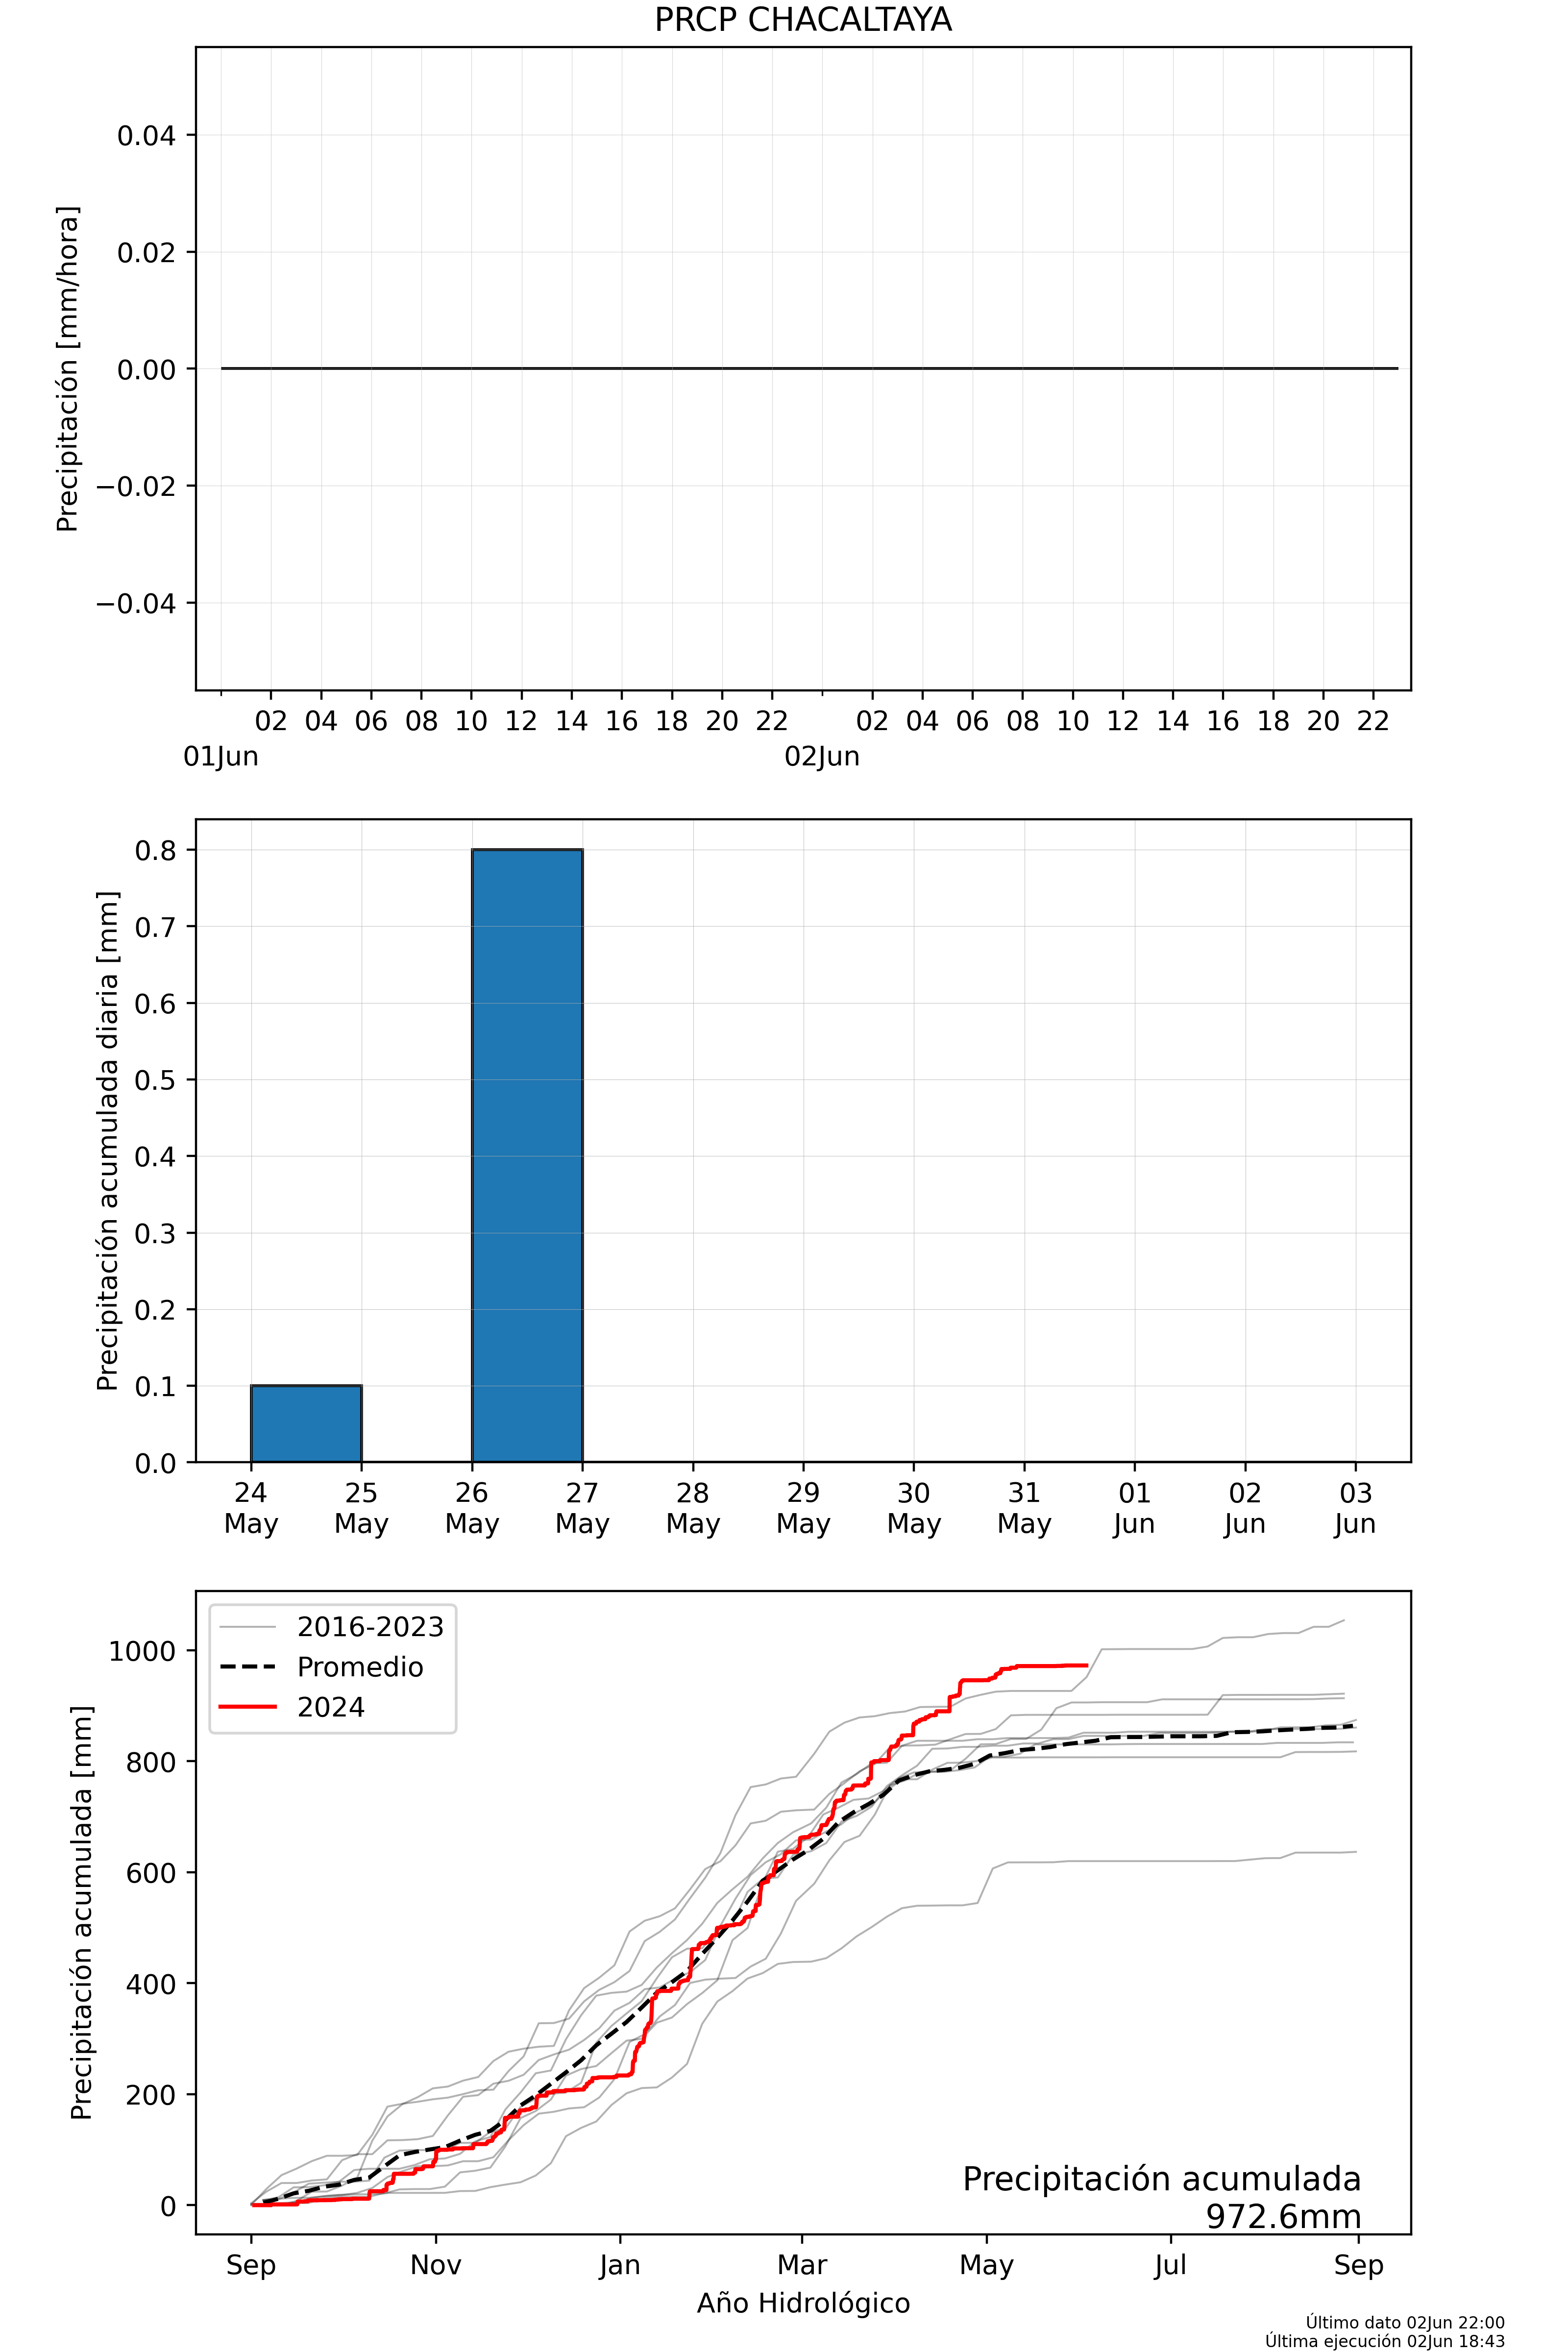 PRCP CHACALTAYA
Precipitación [mm/hora]
0.04
0.02
0.00
−0.02
−0.04
02 04 06 08 10 12 14 16 18 20 22 02 04 06 08 10 12 14 16 18 20 22
01Jun 02Jun
Precipitación acumulada diaria [mm]
0.8
0.7
0.6
0.5
0.4
0.3
0.2
0.1
0.0
24 25 26 27 28 29 30 31 01 02 03
May May May May May May May May Jun Jun Jun
Precipitación acumulada [mm]
2016-2023
Promedio
2024
1000
800
600
400
200
0
Precipitación acumulada
972.6mm
Sep Nov Jan Mar May Jul Sep
Año Hidrológico
Último dato 02Jun 22:00
Última ejecución 02Jun 18:43